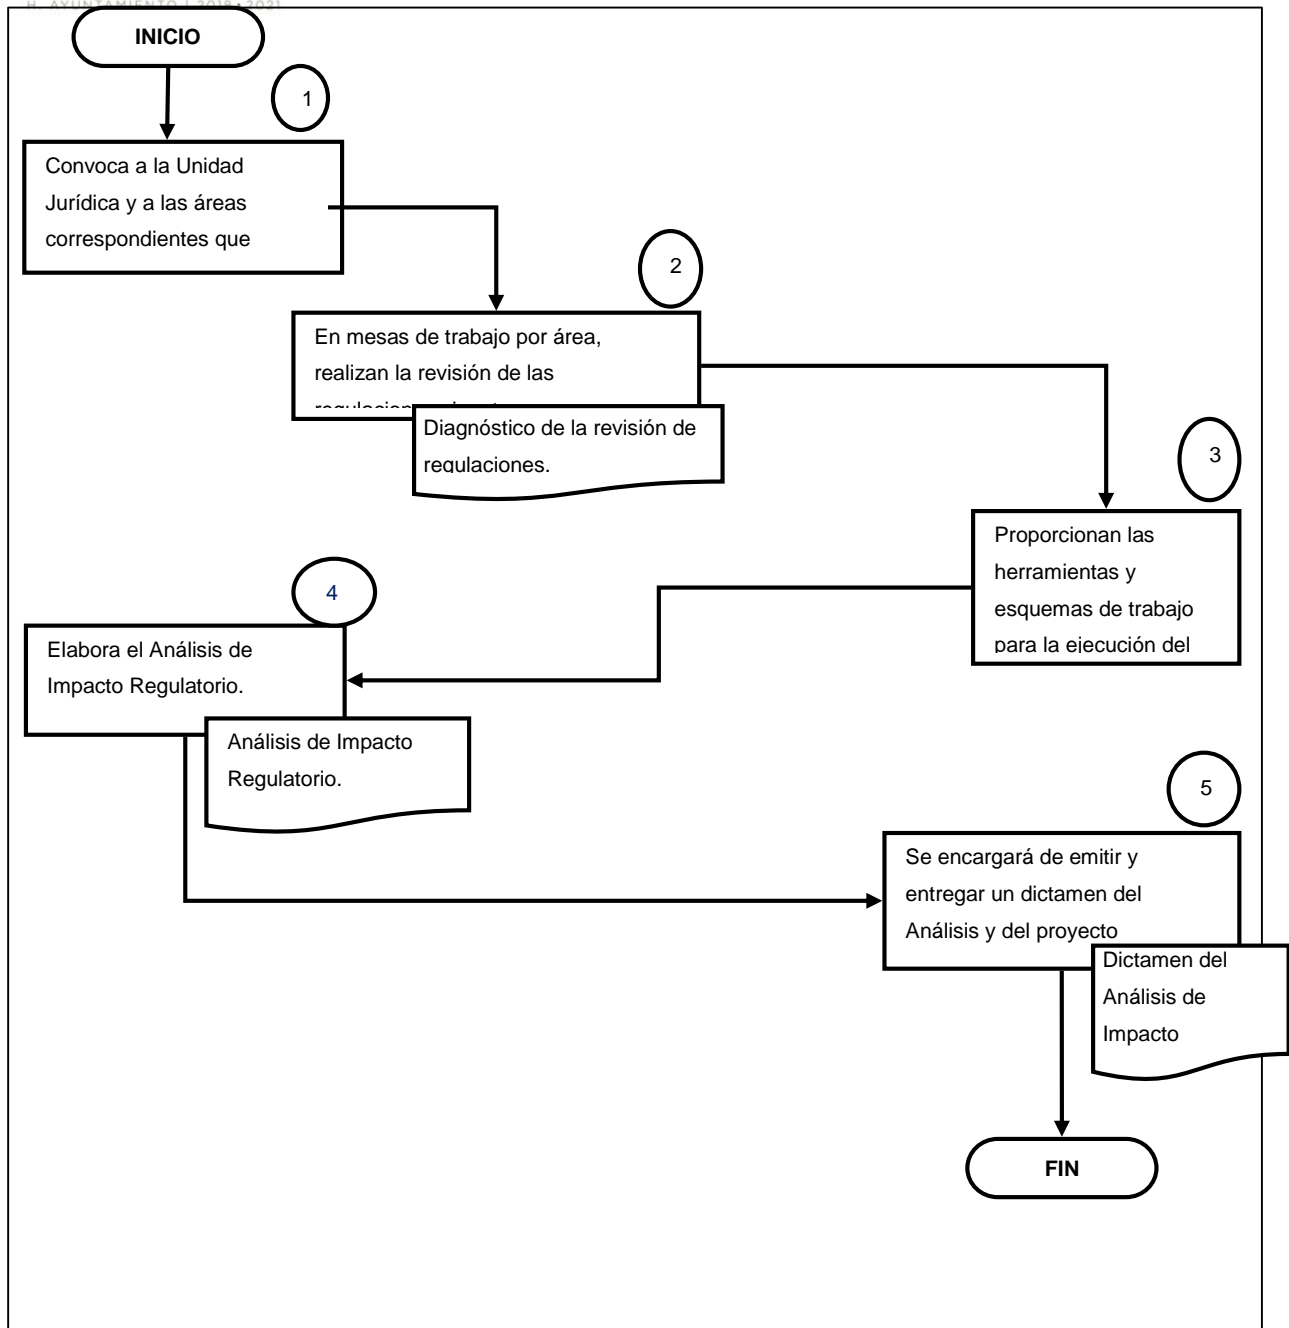 H. AYUNTAMIENTO | 2019-2021
INICIO
1
Convoca a la Unidad
Jurídica y a las áreas
correspondientes que
2
En mesas de trabajo por área,
realizan la revisión de las
Diagnóstico de la revisión de
regulaciones.
3
Proporcionan las
herramientas y
esquemas de trabajo
para la ejecución del
4
Elabora el Análisis de
Impacto Regulatorio.
Análisis de Impacto
Regulatorio.
5
Se encargará de emitir y
entregar un dictamen del
Análisis y del proyecto
Dictamen del
Análisis de
Impacto
FIN